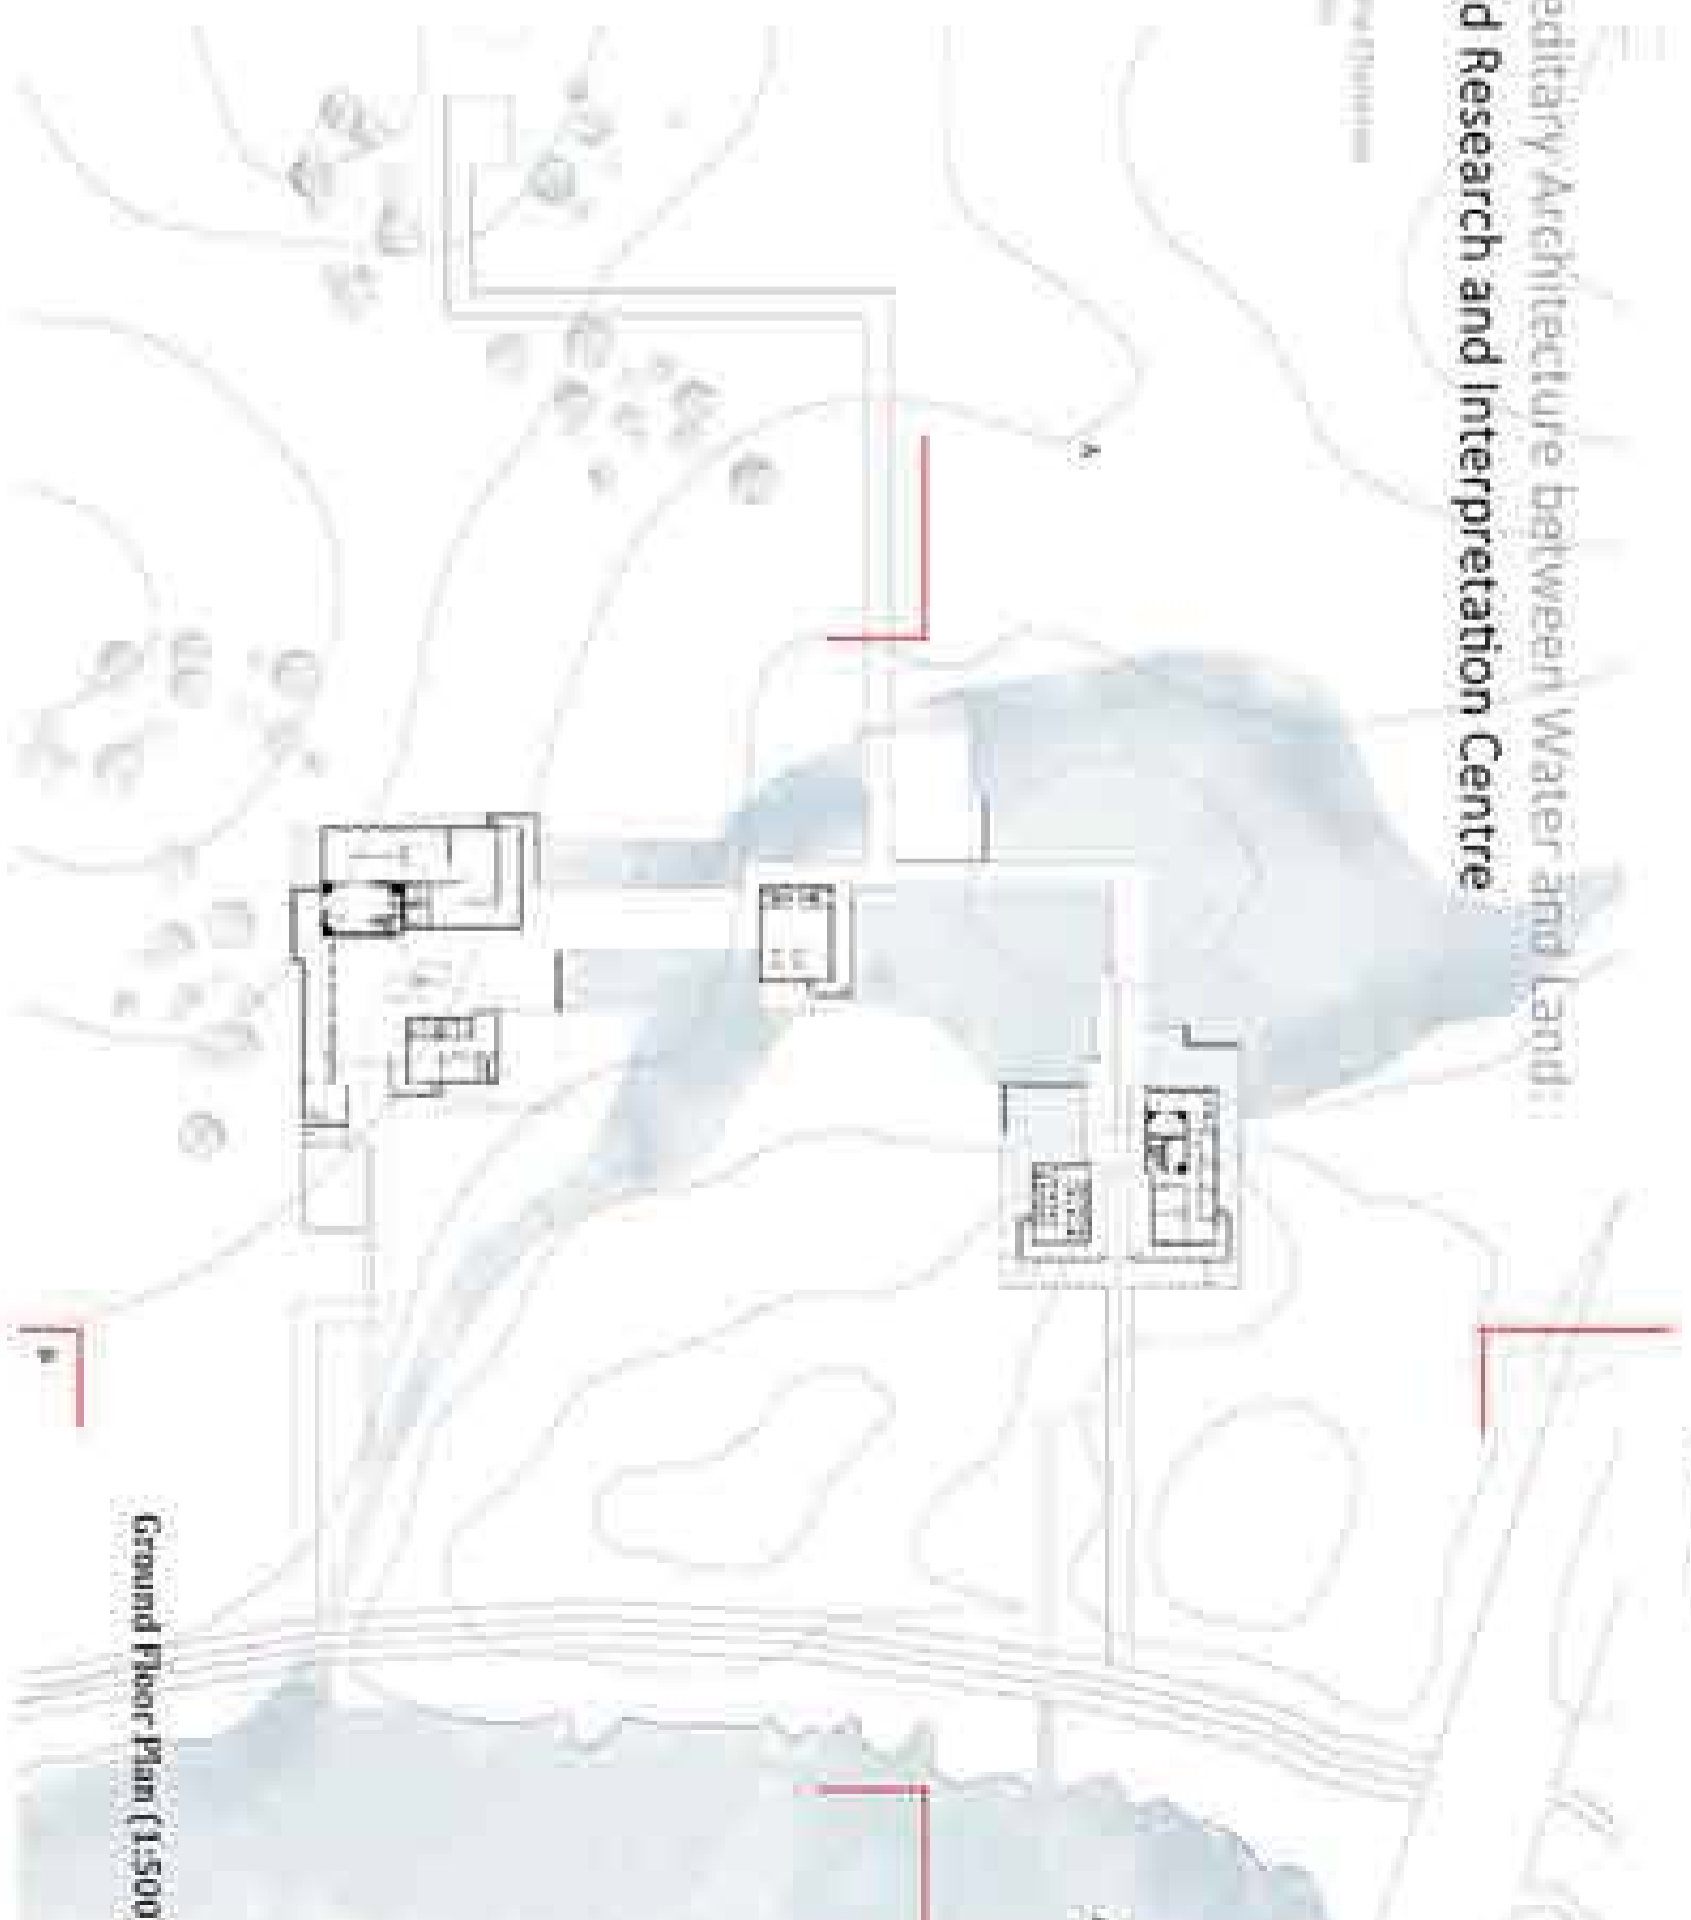 editary Architecture between Water and Land:
d Research and Interpretation Centre
A
B
Ground Floor Plan (1:500